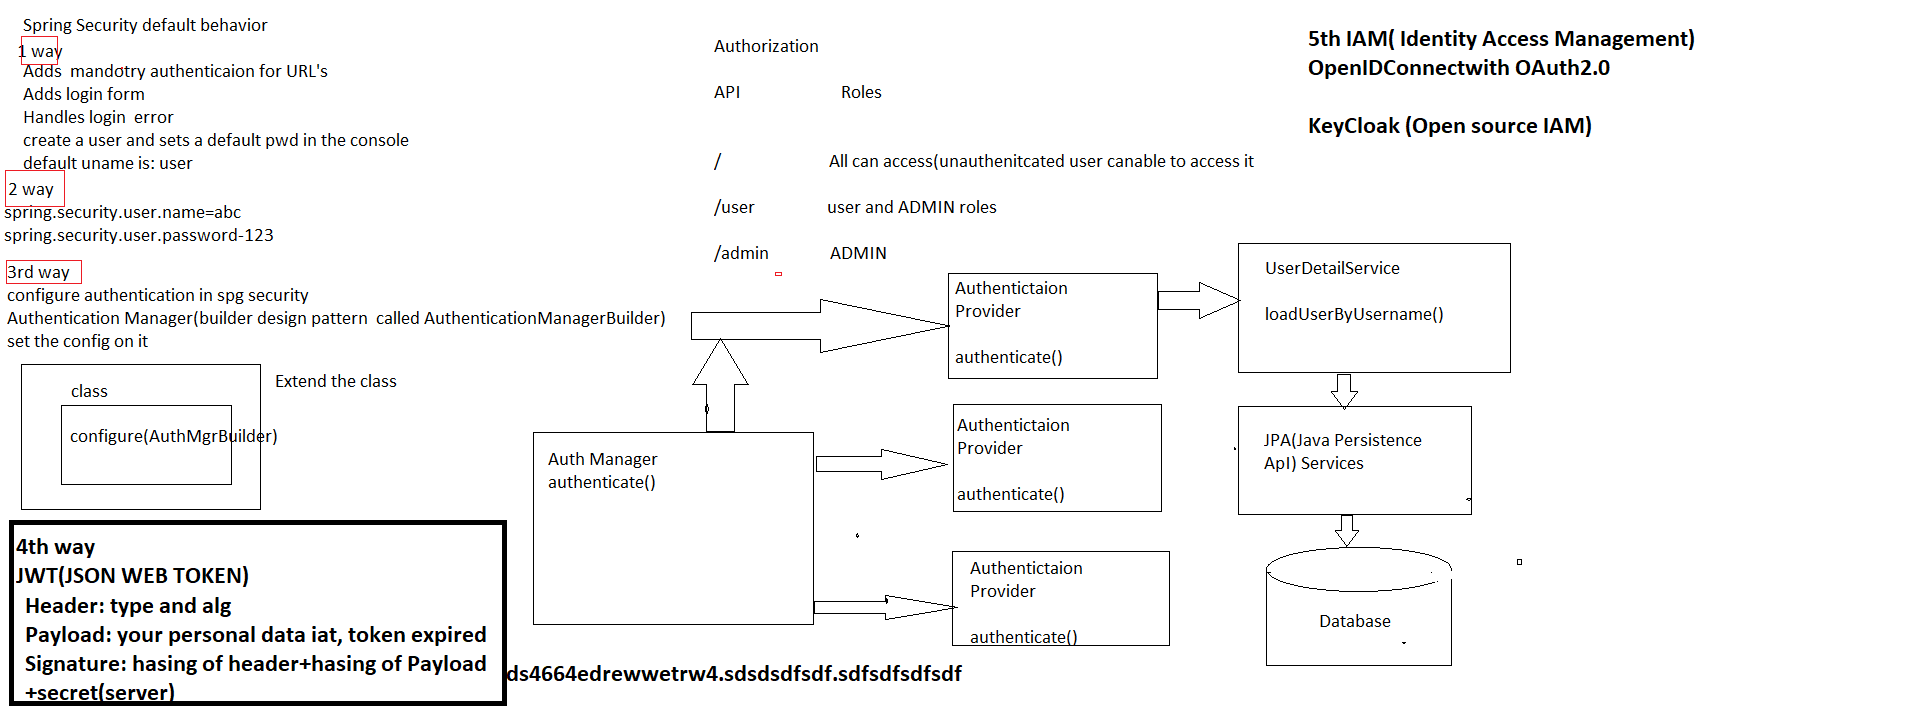 Spring Security default behavior
1 way
Adds mandotry authenticaion for URL's
Adds login form
Handles login error
create a user and sets a default pwd in the console
default uname is: user
2 way
spring.security.user.name=abc
spring.security.user.password-123
3rd way
configure authentication in spg security
Authentication Manager(builder design pattern called AuthenticationManagerBuilder)
set the config on it
class
Extend the class
configure(AuthMgrBuilder)
4th way
JWT(JSON WEB TOKEN)
Header: type and alg
Payload: your personal data iat, token expired
Signature: hasing of header+hasing of Payload
+secret(server)
ds4664edrewwetrw4.sdsdsdfsdf.sdfsdfsdfsdf
Authorization
API Roles
/ All can access(unauthenitcated user canable to access it
/user user and ADMIN roles
/admin ADMIN
Auth Manager
authenticate()
Authentictaion
Provider
authenticate()
Authentictaion
Provider
authenticate()
Authentictaion
Provider
authenticate()
UserDetailService
loadUserByUsername()
JPA(Java Persistence
ApI) Services
Database
5th IAM( Identity Access Management)
OpenIDConnectwith OAuth2.0
KeyCloak (Open source IAM)